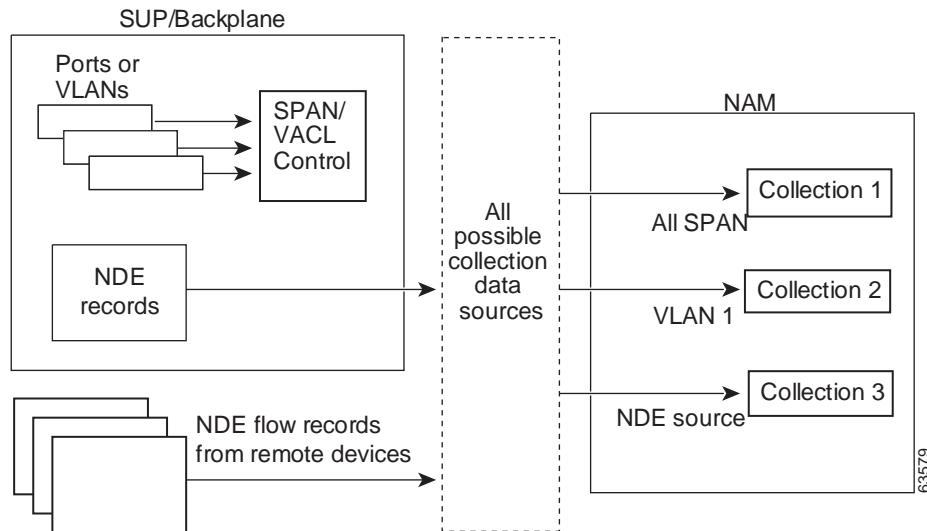 SUP/Backplane
Ports or
VLANs
SPAN/
VACL
Control
NDE
records
NDE flow records
from remote devices
All
possible
collection
data
sources
NAM
Collection 1
All SPAN
Collection 2
VLAN 1
Collection 3
NDE source
63579